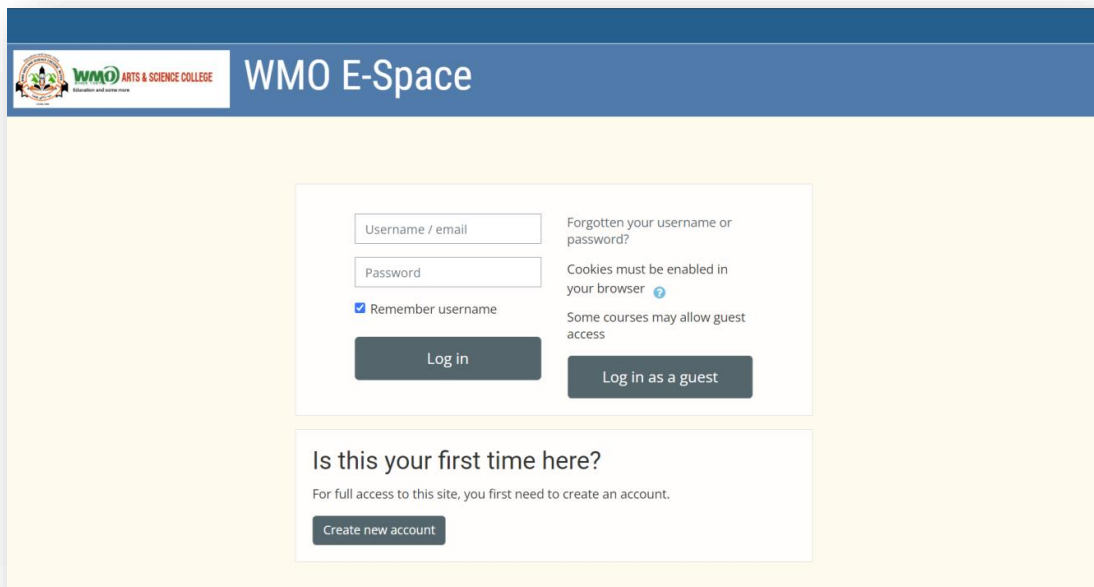 WMO ARTS & SCIENCE COLLEGE
Education and some more
WMO E-Space
Username / email
Password
Remember username
Log in
Forgotten your username or
password?
Cookies must be enabled in
your browser
Some courses may allow guest
access
Log in as a guest
Is this your first time here?
For full access to this site, you first need to create an account.
Create new account